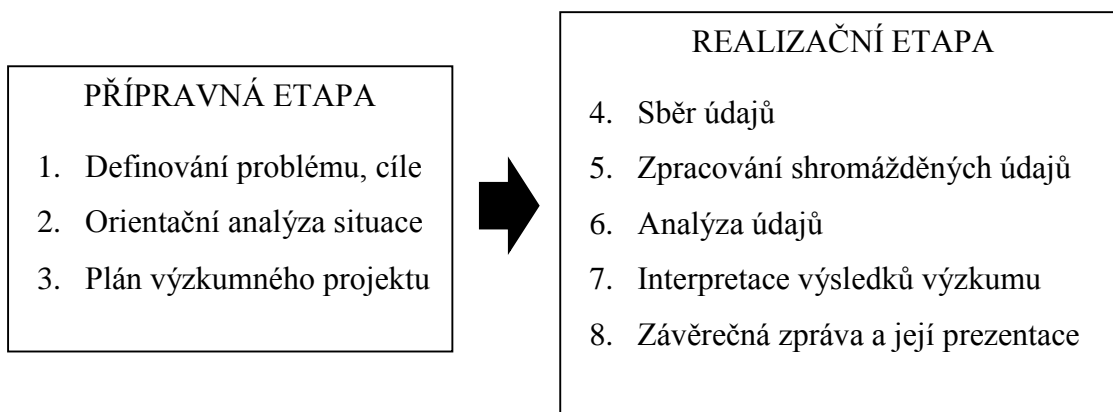 PŘÍPRAVNÁ ETAPA
1. Definování problému, cíle
2. Orientační analýza situace
3. Plán výzkumného projektu
REALIZAČNÍ ETAPA
4. Sběr údajů
5. Zpracování shromážděných údajů
6. Analýza údajů
7. Interpretace výsledků výzkumu
8. Závěrečná zpráva a její prezentace